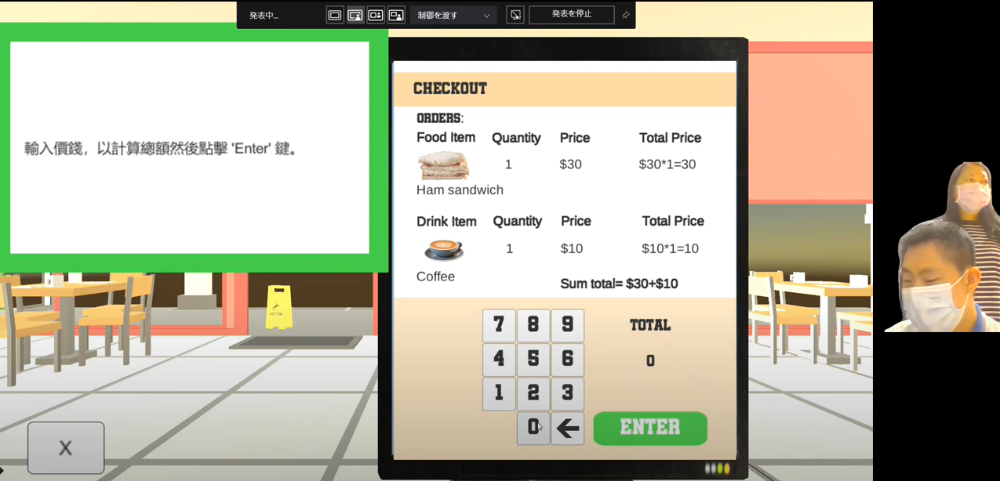 発表中...
制御を渡す
発表を停止
輸入價錢，以計算總額然後點擊 'Enter' 鍵。
CHECKOUT
ORDERS:
Food Item Quantity Price Total Price
1 $30 $30*1=30
Ham sandwich
Drink Item Quantity Price Total Price
1 $10 $10*1=10
Coffee
Sum total= $30+$10
7 8 9 TOTAL
4 5 6 0
1 2 3
0 ENTER
CAUTION
X